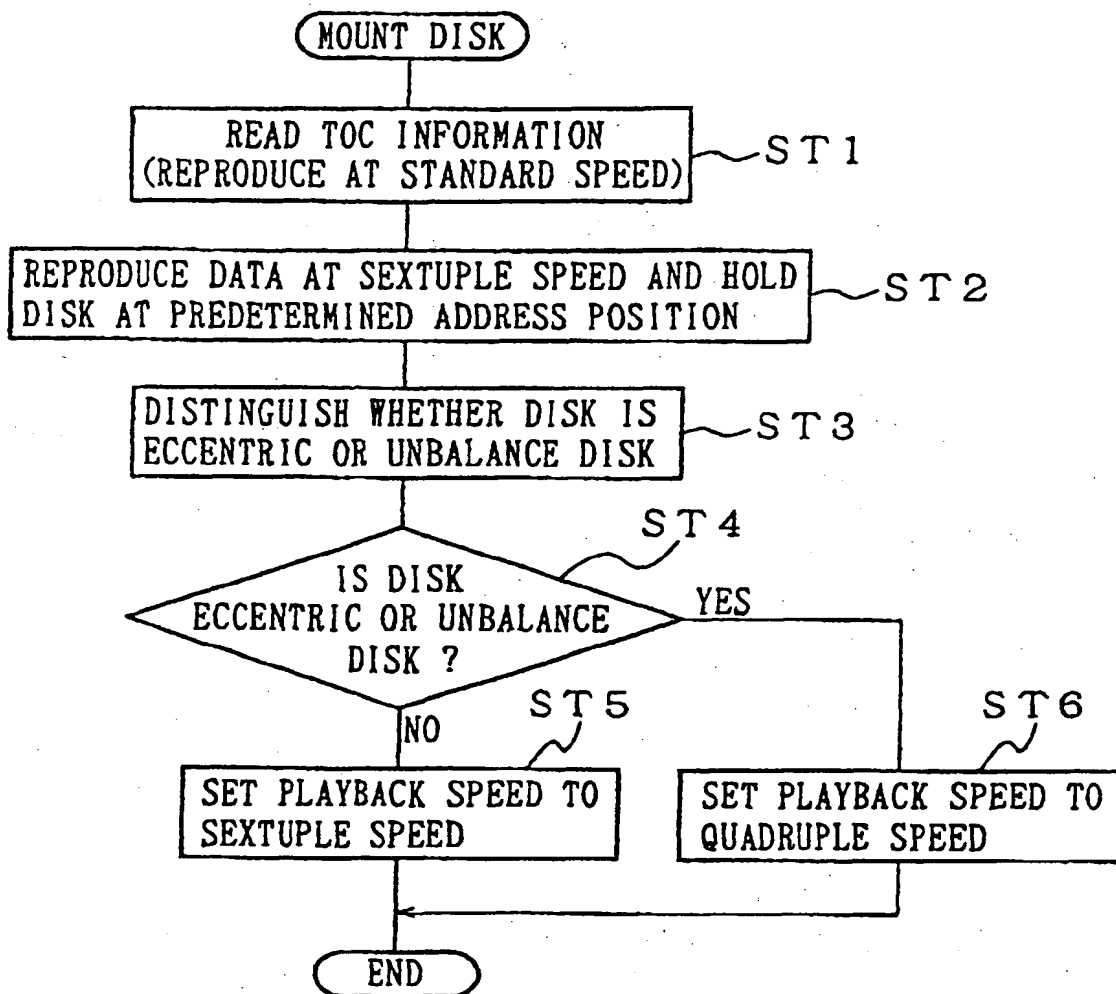 MOUNT DISK
READ TOC INFORMATION
(REPRODUCE AT STANDARD SPEED)
ST1
REPRODUCE DATA AT SEXTUPLE SPEED AND HOLD
DISK AT PREDETERMINED ADDRESS POSITION
ST2
DISTINGUISH WHETHER DISK IS
ECCENTRIC OR UNBALANCE DISK
ST3
ST4
IS DISK
ECCENTRIC OR UNBALANCE
DISK ?
YES
NO
ST5
SET PLAYBACK SPEED TO
SEXTUPLE SPEED
ST6
SET PLAYBACK SPEED TO
QUADRUPLE SPEED
END